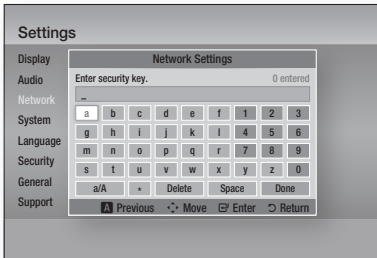 Settings
Display
Audio
Network
System
Language
Security
General
Support
Network Settings
Enter security key. 0 entered
_
a b c d e f 1 2 3
g h i j k l 4 5 6
m n o p q r 7 8 9
s t u v w x y z 0
a/A * Delete Space Done
A Previous Move Enter Return